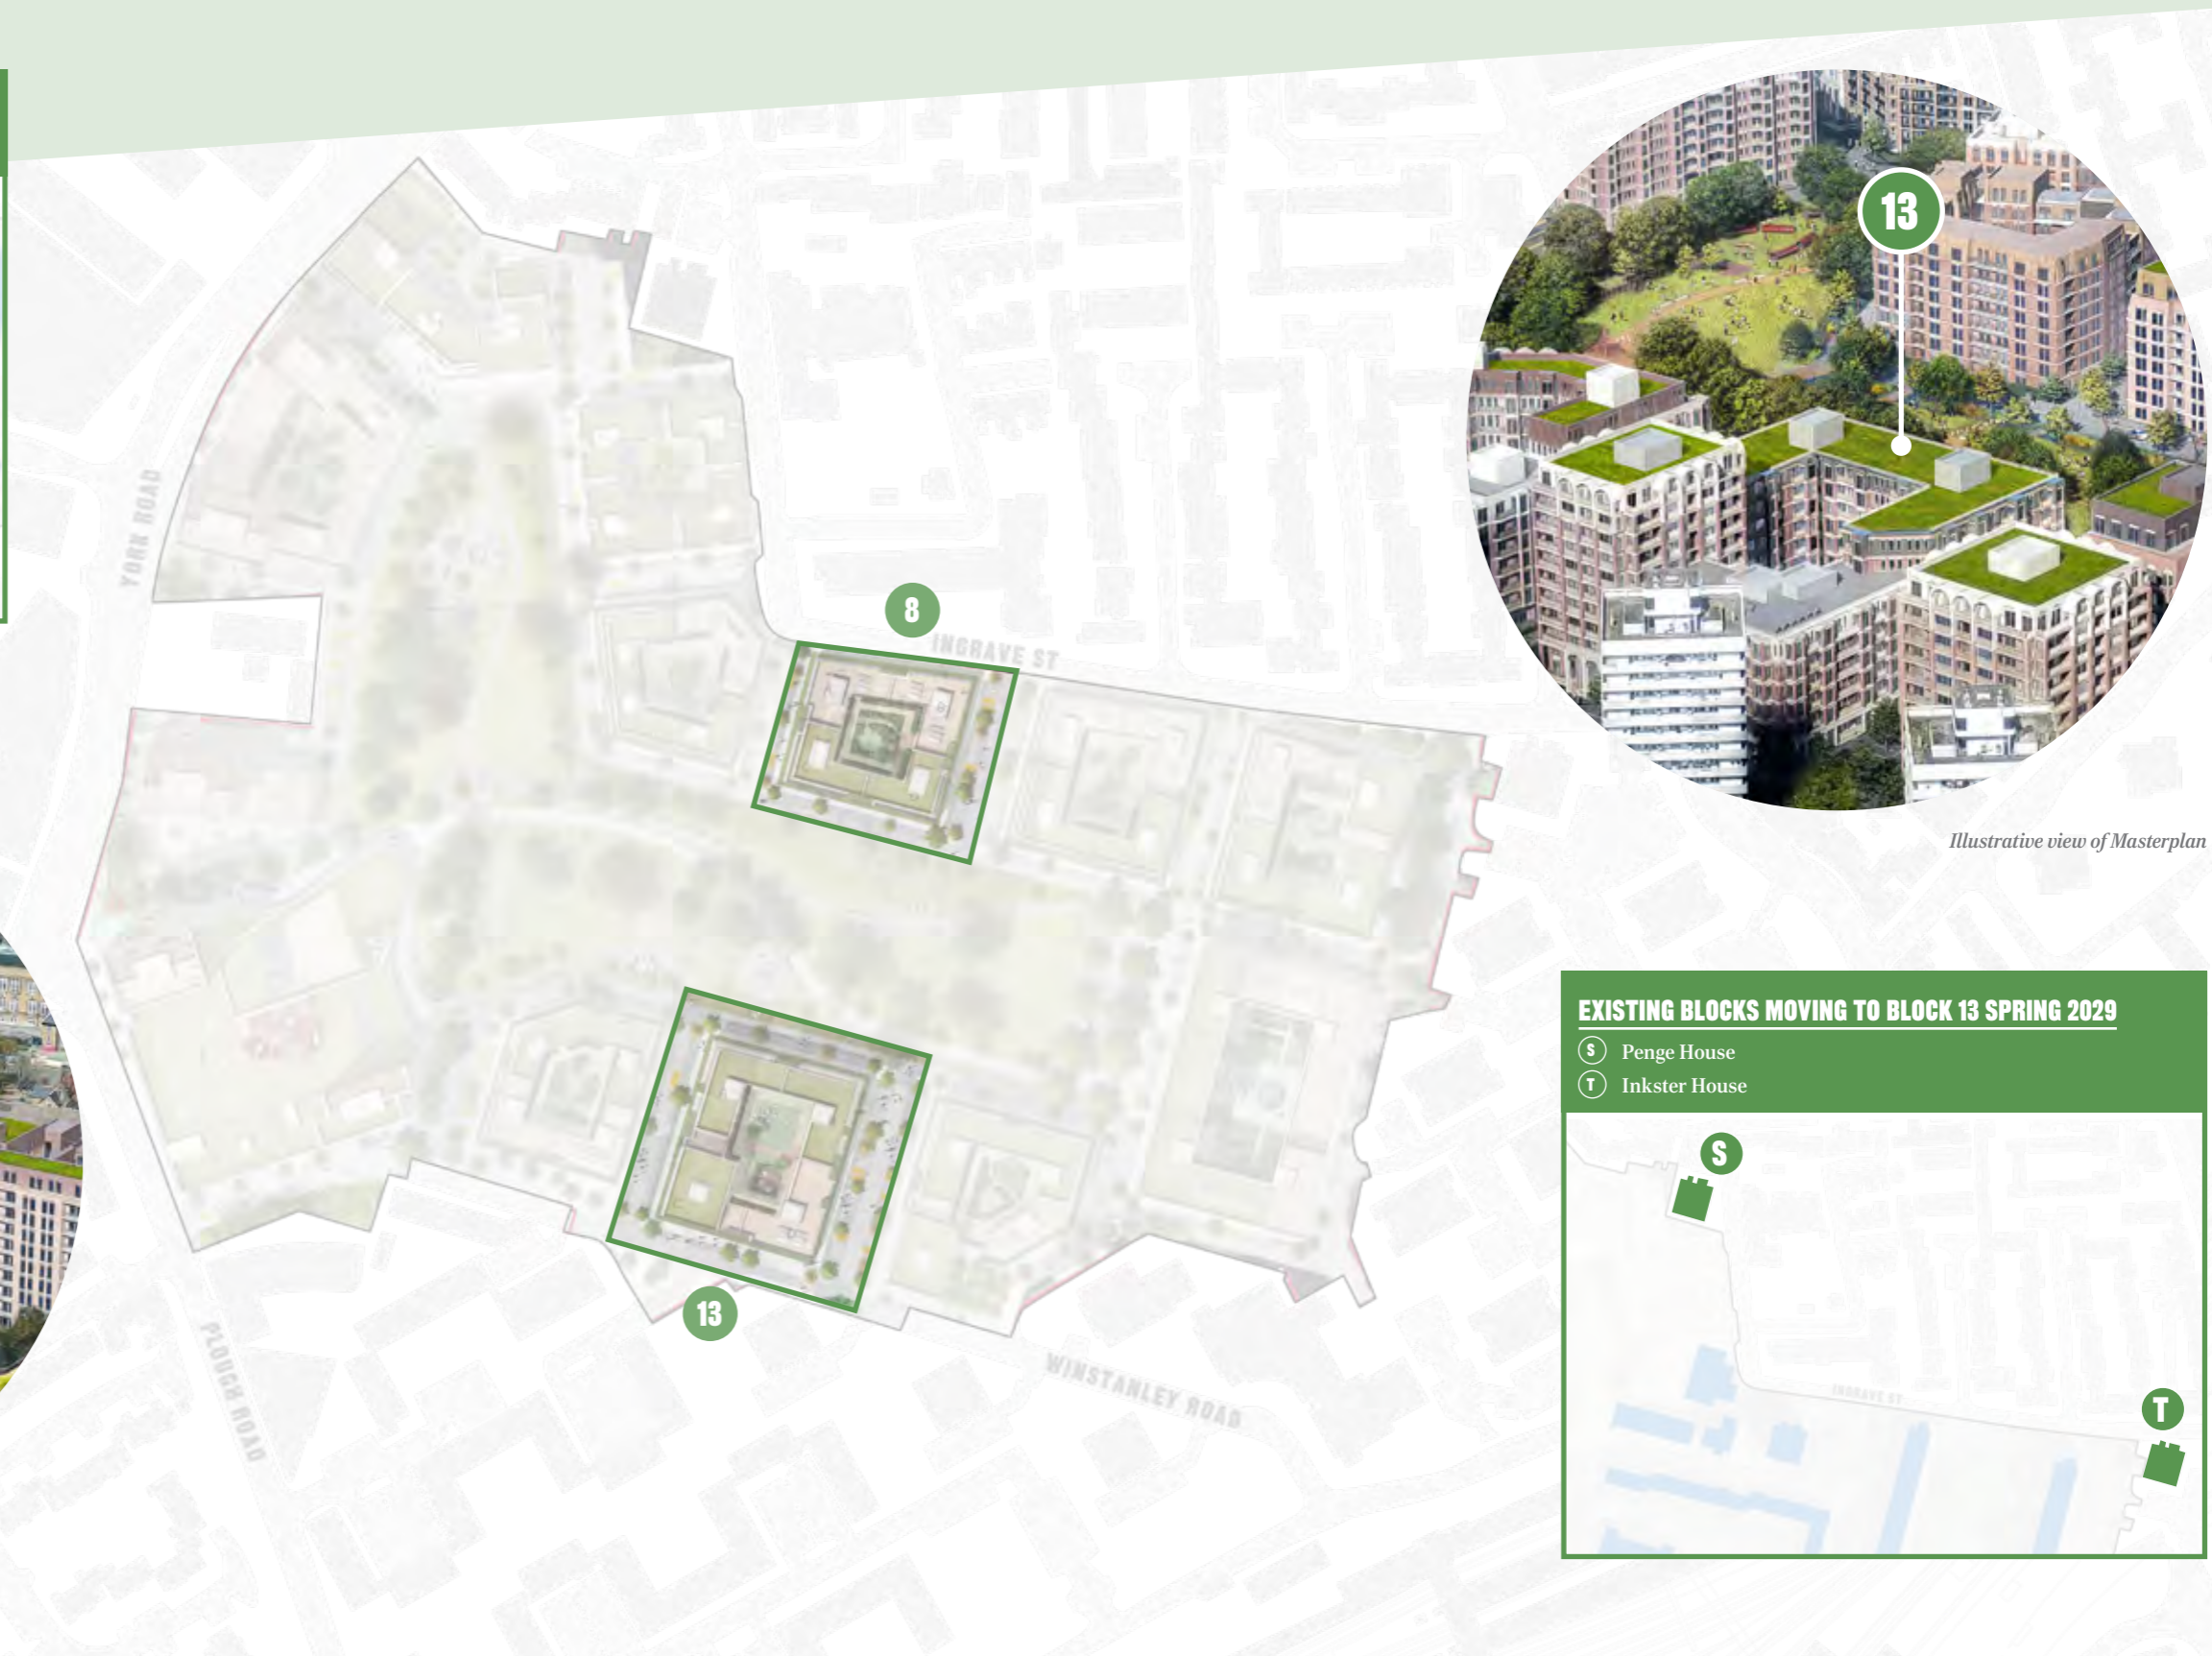 13
YORK ROAD
8
INGRAVE ST
Illustrative view of Masterplan
EXISTING BLOCKS MOVING TO BLOCK 13 SPRING 2029
S Penge House
T Inkster House
S
13
WINSTANLEY ROAD
PLOUGH ROAD
INGRAVE ST
T